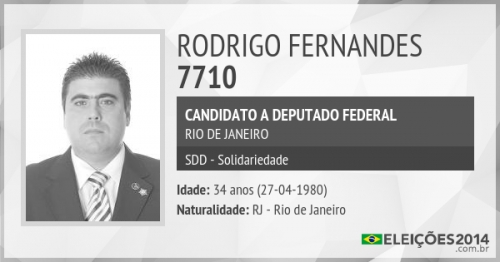 RODRIGO FERNANDES
7710
CANDIDATO A DEPUTADO FEDERAL
RIO DE JANEIRO
SDD - Solidariedade
Idade: 34 anos (27-04-1980)
Naturalidade: RJ - Rio de Janeiro
ELEIÇÕES2014
.com.br